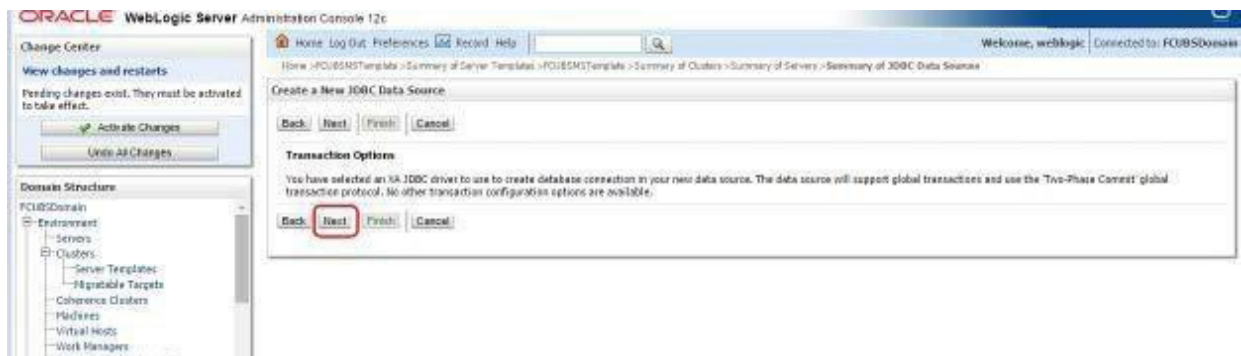 ORACLE WebLogic Server Administration Console 12c
Change Center
View changes and restarts
Pending changes exist. They must be activated
to take effect.
Activate Changes
Undo All Changes
Domain Structure
FCUBSDomain
Environment
Servers
Clusters
Server Templates
Migratable Targets
Coherence Clusters
Machines
Virtual Hosts
Work Managers
Home Log Out Preferences Record Help
Welcome, weblogic Connected to: FCUBSDomain
Home >FCUBSMSTemplate >Summary of Server Templates >FCUBSMSTemplate >Summary of Clusters >Summary of Servers >Summary of JDBC Data Sources
Create a New JDBC Data Source
Back Next Finish Cancel
Transaction Options
You have selected an XA JDBC driver to use to create database connection in your new data source. The data source will support global transactions and use the 'Two-Phase Commit' global
transaction protocol. No other transaction configuration options are available.
Back Next Finish Cancel